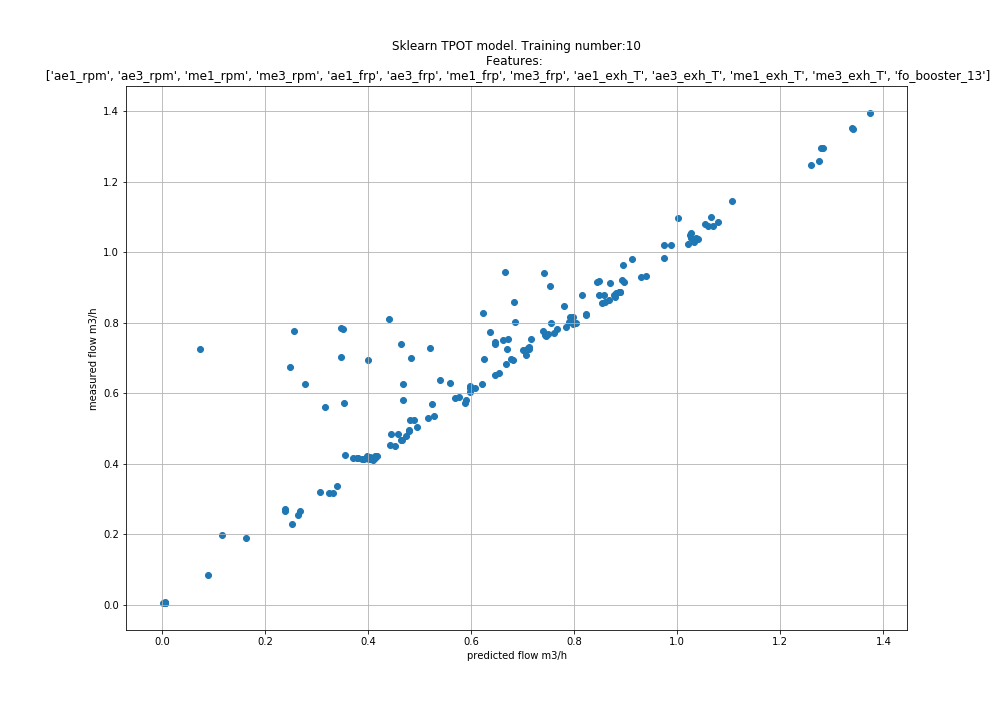 Sklearn TPOT model. Training number:10
Features:
['ae1_rpm', 'ae3_rpm', 'me1_rpm', 'me3_rpm', 'ae1_frp', 'ae3_frp', 'me1_frp', 'me3_frp', 'ae1_exh_T', 'ae3_exh_T', 'me1_exh_T', 'me3_exh_T', 'fo_booster_13']
1.4
1.2
1.0
0.8
0.6
0.4
0.2
0.0
measured flow m3/h
0.0 0.2 0.4 0.6 0.8 1.0 1.2 1.4
predicted flow m3/h